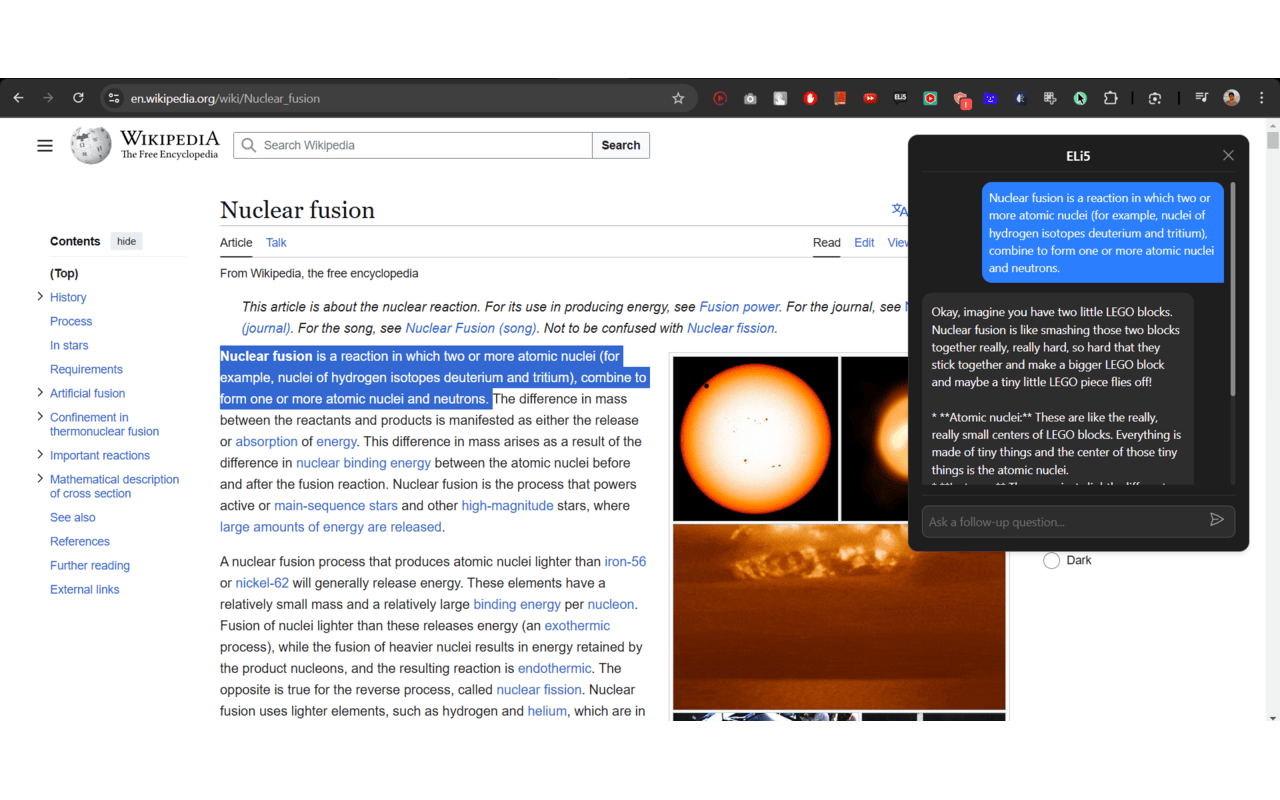 en.wikipedia.org/wiki/Nuclear_fusion
ELI5
WIKIPEDIA
The Free Encyclopedia
Search Wikipedia
Search
Contents
hide
(Top)
History
Process
In stars
Requirements
Artificial fusion
Confinement in
thermonuclear fusion
Important reactions
Mathematical description
of cross section
See also
References
Further reading
External links
Nuclear fusion
Article
Talk
Read
Edit
From Wikipedia, the free encyclopedia
This article is about the nuclear reaction. For its use in producing energy, see Fusion power. For the journal, see
(journal). For the song, see Nuclear Fusion (song). Not to be confused with Nuclear fission.
Nuclear fusion is a reaction in which two or more atomic nuclei (for
example, nuclei of hydrogen isotopes deuterium and tritium), combine to
form one or more atomic nuclei and neutrons. The difference in mass
between the reactants and products is manifested as either the release
or absorption of energy. This difference in mass arises as a result of the
difference in nuclear binding energy between the atomic nuclei before
and after the fusion reaction. Nuclear fusion is the process that powers
active or main-sequence stars and other high-magnitude stars, where
large amounts of energy are released.
A nuclear fusion process that produces atomic nuclei lighter than iron-56
or nickel-62 will generally release energy. These elements have a
relatively small mass and a relatively large binding energy per nucleon.
Fusion of nuclei lighter than these releases energy (an exothermic
process), while the fusion of heavier nuclei results in energy retained by
the product nucleons, and the resulting reaction is endothermic. The
opposite is true for the reverse process, called nuclear fission. Nuclear
fusion uses lighter elements, such as hydrogen and helium, which are in
ELi5
Nuclear fusion is a reaction in which two or
more atomic nuclei (for example, nuclei of
hydrogen isotopes deuterium and tritium),
combine to form one or more atomic nuclei
and neutrons.
Okay, imagine you have two little LEGO blocks.
Nuclear fusion is like smashing those two blocks
together really, really hard, so hard that they
stick together and make a bigger LEGO block
and maybe a tiny little LEGO piece flies off!
* **Atomic nuclei:** These are like the really,
really small centers of LEGO blocks. Everything is
made of tiny things and the center of those tiny
things is the atomic nuclei.
Ask a follow-up question...
Dark